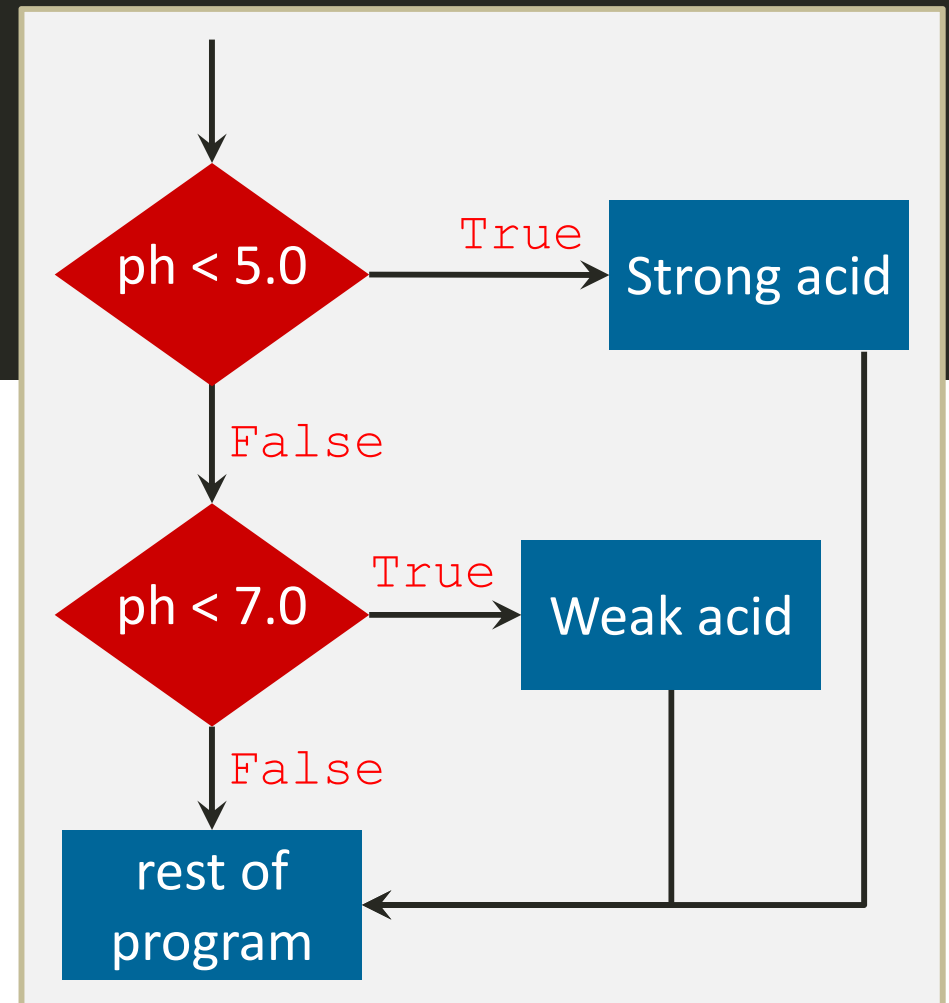 ph < 5.0
True
Strong acid
False
ph < 7.0
True
Weak acid
False
rest of
program